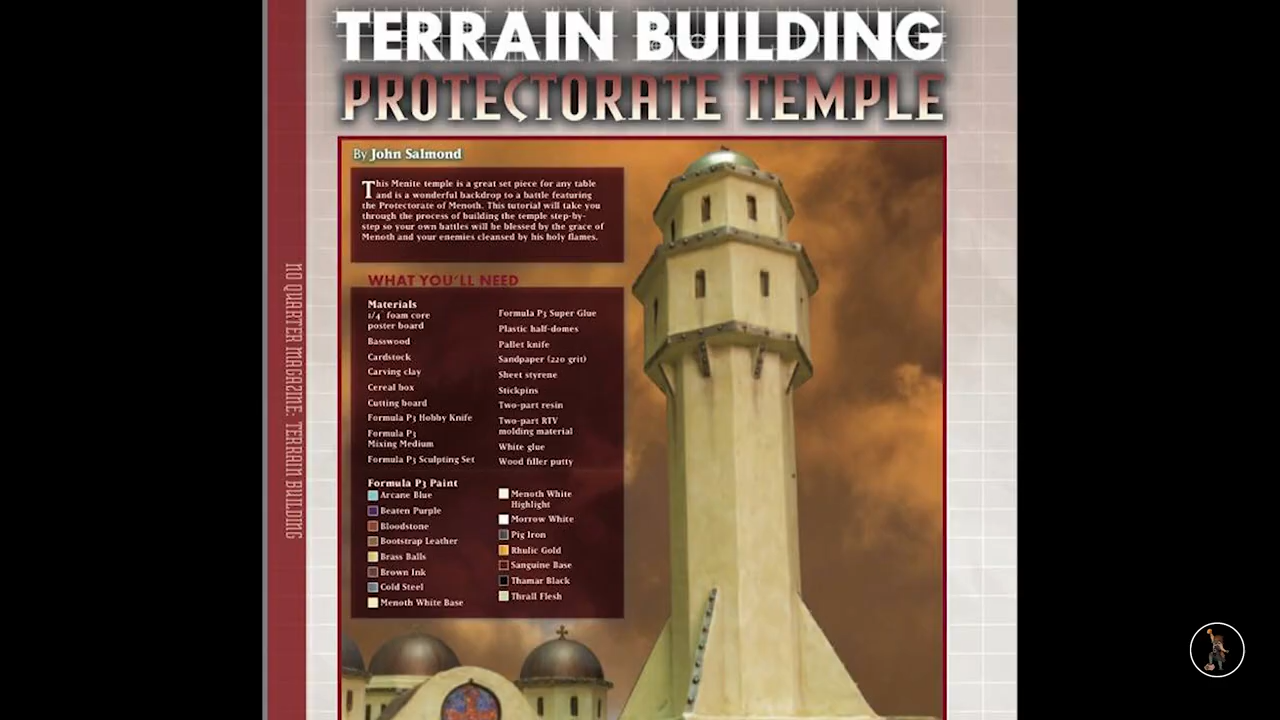 TERRAIN BUILDING
PROTECTORATE TEMPLE
By John Salmond
This Menite temple is a great set piece for any table
and is a wonderful backdrop to a battle featuring
the Protectorate of Menoth. This tutorial will take you
through the process of building the temple step-by-
step so your own battles will be blessed by the grace of
Menoth and your enemies cleansed by his holy flames.
WHAT YOU'LL NEED
Materials
1/4" foam core
poster board
Basswood
Cardstock
Carving clay
Cereal box
Cutting board
Formula P3 Hobby Knife
Formula P3
Mixing Medium
Formula P3 Sculpting Set
Formula P3 Super Glue
Plastic half-domes
Pallet knife
Sandpaper (220 grit)
Sheet styrene
Stickpins
Two-part resin
Two-part RTV
molding material
White glue
Wood filler putty
Formula P3 Paint
Arcane Blue
Beaten Purple
Bloodstone
Bootstrap Leather
Brass Balls
Brown Ink
Cold Steel
Menoth White Base
Menoth White
Highlight
Morrow White
Pig Iron
Rhulic Gold
Sanguine Base
Thamar Black
Thrall Flesh
NO QUARTER MAGAZINE: TERRAIN BUILDING